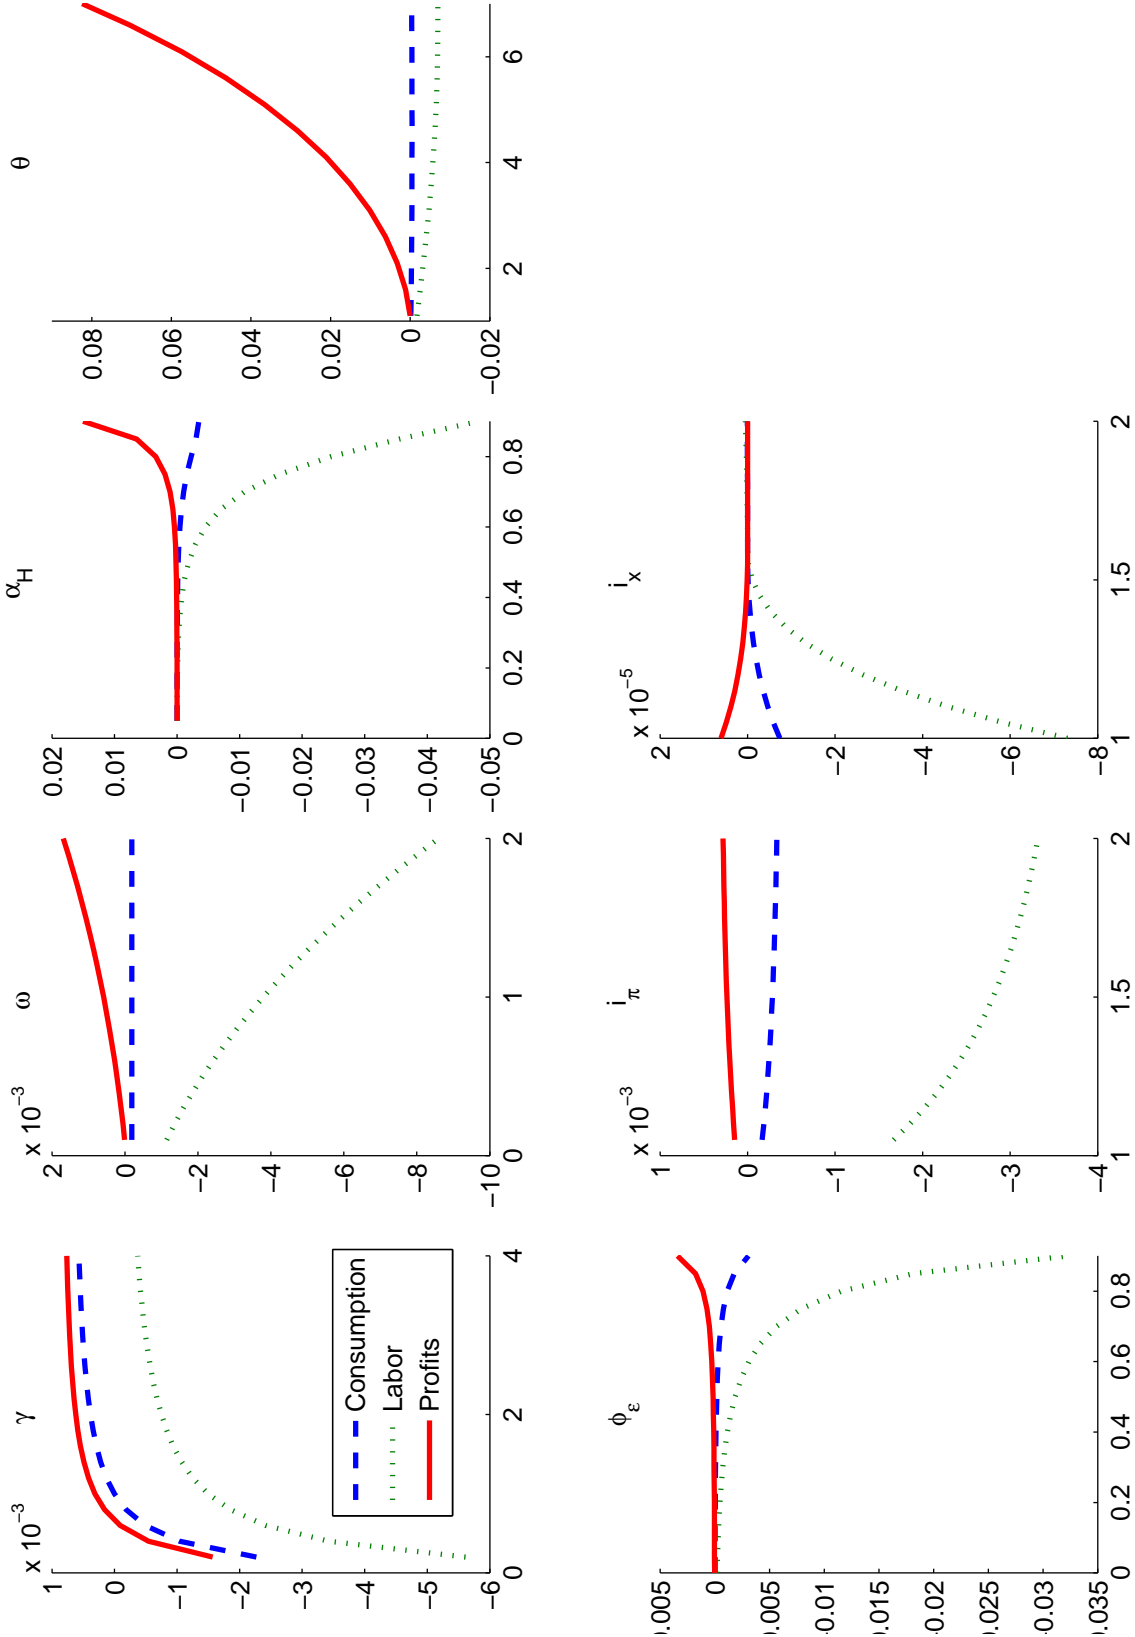 γ
x 10⁻³
1
0
−1
−2
−3
−4
−5
−6
0 2 4
Consumption
Labor
Profits
ω
x 10⁻³
2
0
−2
−4
−6
−8
−10
0 1 2
α_H
0.02
0.01
0
−0.01
−0.02
−0.03
−0.04
−0.05
0 0.2 0.4 0.6 0.8
θ
0.08
0.06
0.04
0.02
0
−0.02
2 4 6
ϕ_ε
0.005
0
0.005
−0.01
0.015
−0.02
0.025
−0.03
0.035
0 0.2 0.4 0.6 0.8
i_π
x 10⁻³
1
0
−1
−2
−3
−4
1 1.5 2
i_x
x 10⁻⁵
2
0
−2
−4
−6
−8
1 1.5 2